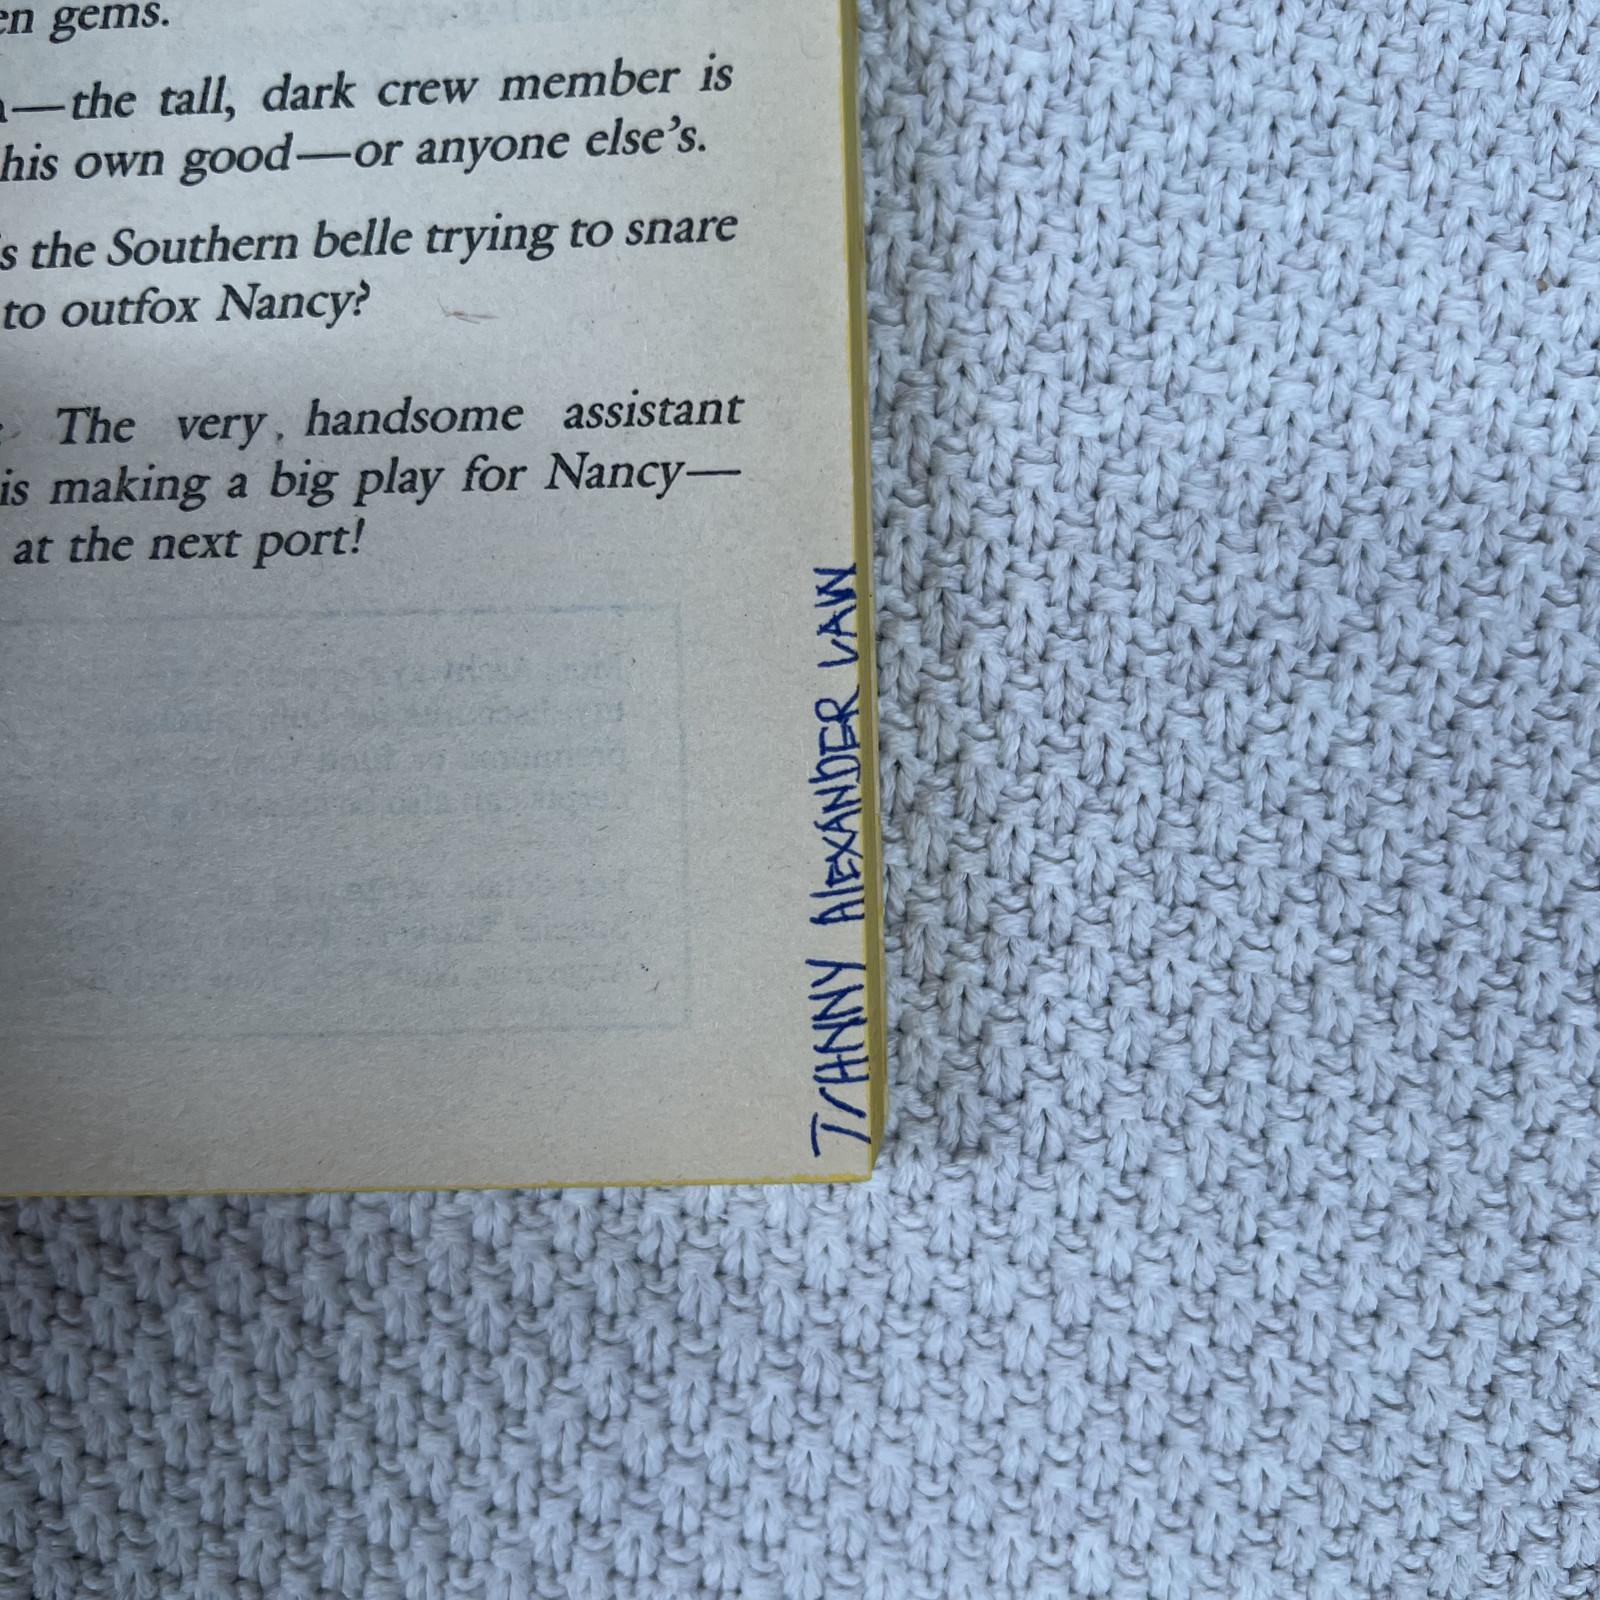 en gems.
—the tall, dark crew member is
his own good—or anyone else's.
s the Southern belle trying to snare
to outfox Nancy?
The very handsome assistant
is making a big play for Nancy—
at the next port!
ALEXANDER LAW